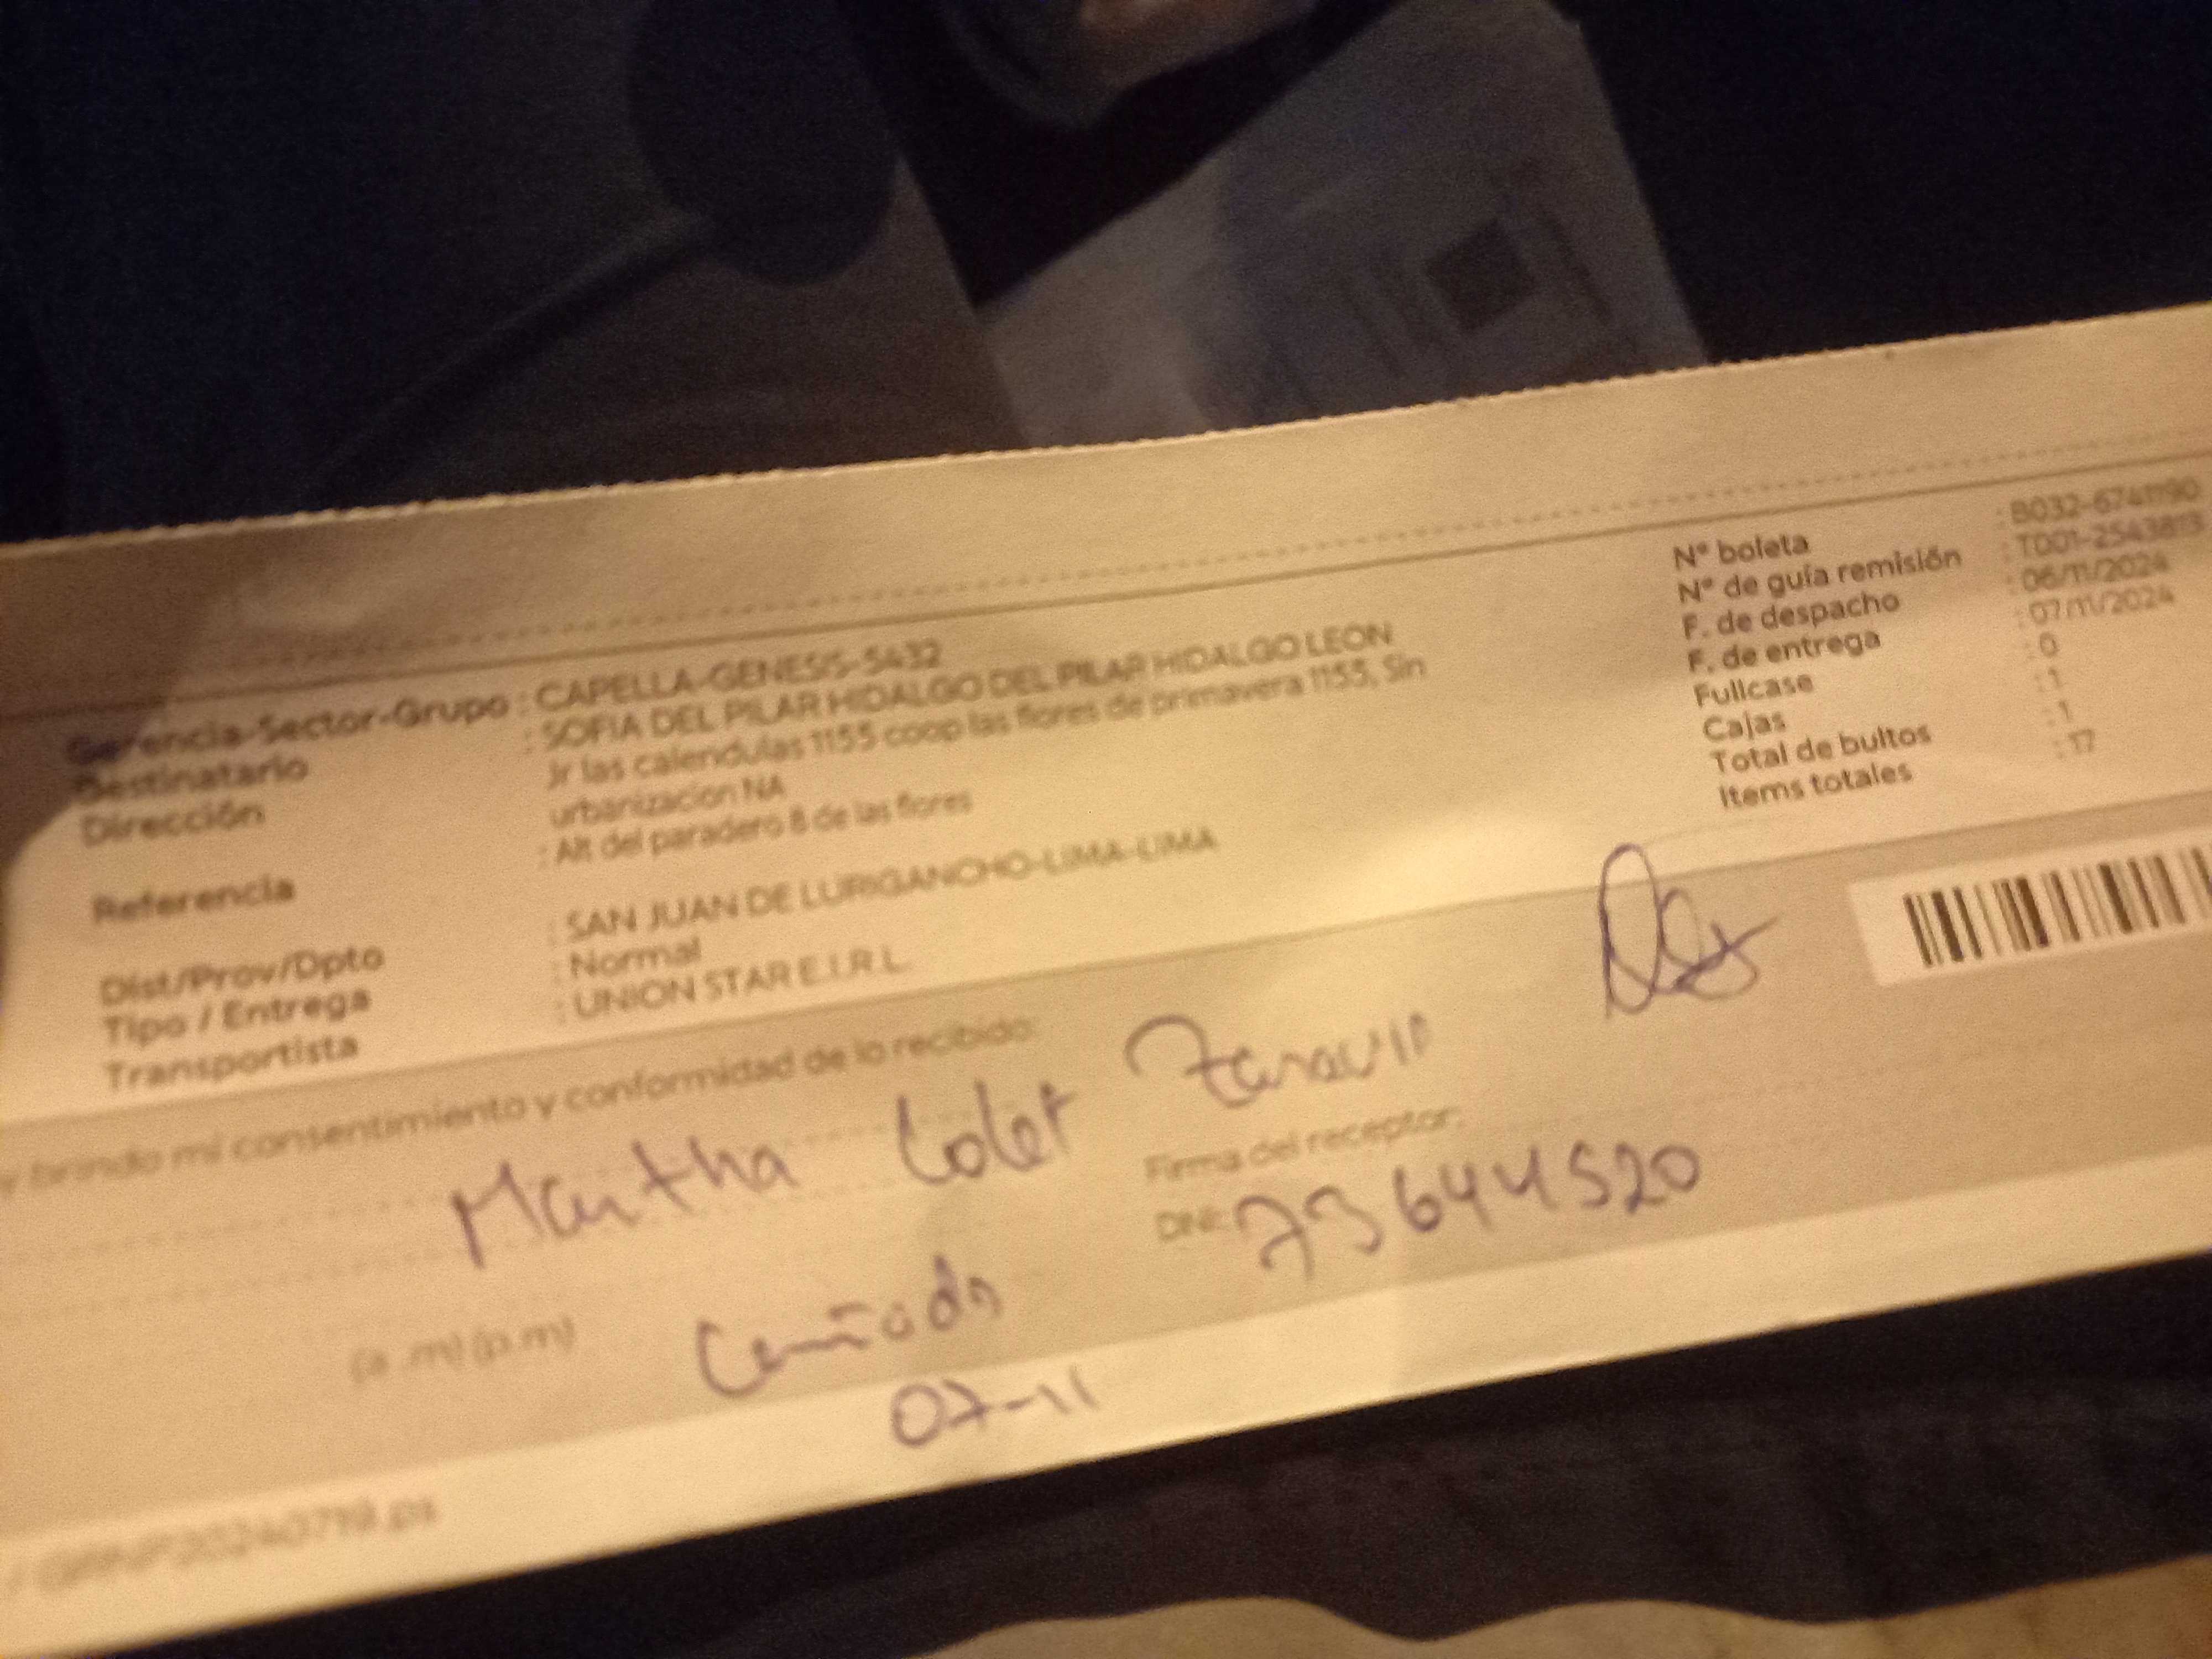 Gerencia-Sector-Grupo : CAPELLA-GENESIS-5432
Destinatario : SOFIA DEL PILAR HIDALGO DEL PILAR HIDALGO LEON
Dirección Jr las calendulas 1155 coop las flores de primavera 1155, Sin
urbanizacion NA
Referencia : Alt del paradero 8 de las flores
Dist/Prov/Dpto : SAN JUAN DE LURIGANCHO-LIMA-LIMA
Tipo / Entrega : Normal
Transportista : UNION STAR E.I.R.L.
N° boleta : B032-6741190
N° de guía remisión : T001-2543813
F. de despacho : 06/11/2024
F. de entrega : 07/11/2024
Fullcase : 0
Cajas : 1
Total de bultos : 1
Items totales : 17
y brindo mi consentimiento y conformidad de lo recibido:
Martha
Firma del receptor:
DNI: 73644520
(a .m) (p.m)
Cuñada
07-11